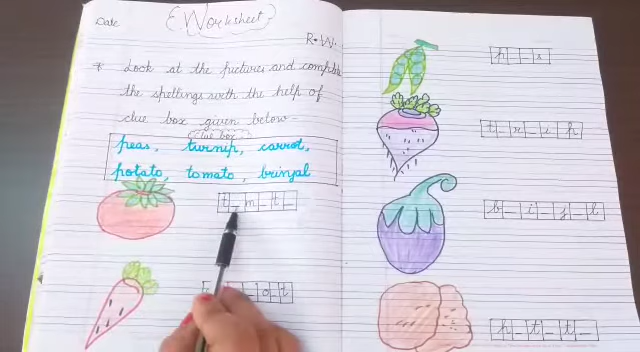 Date
Worksheet
R.W.
* Look at the pictures and complete
the spellings with the help of
clue box given below-
clue box
peas, turnip, carrot,
potato, tomato, brinjal
t _ m _ t _
o t
p _ _ s
t _ r _ i p
b _ i _ j _ l
p _ t _ t _